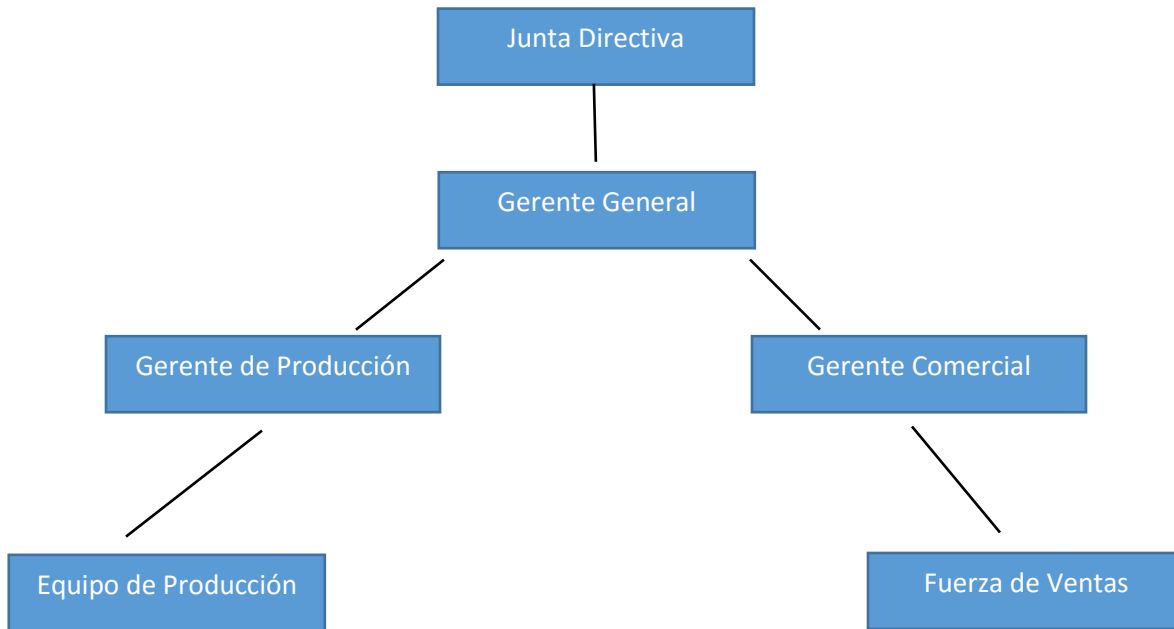 Junta Directiva
Gerente General
Gerente de Producción
Gerente Comercial
Equipo de Producción
Fuerza de Ventas